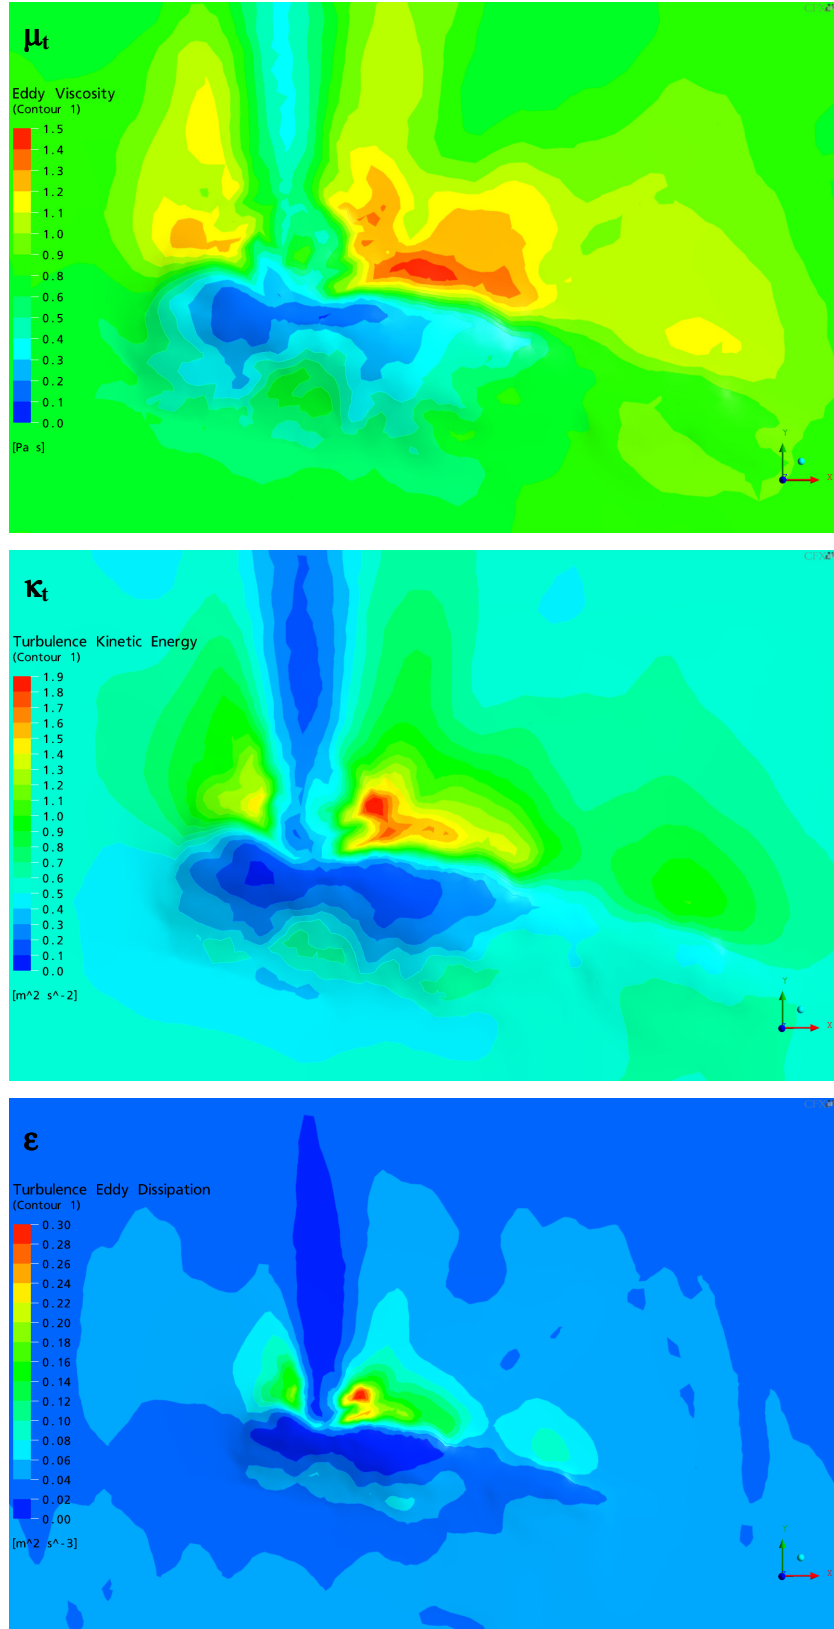 μt
Eddy Viscosity
(Contour 1)
1.5
1.4
1.3
1.2
1.1
1.0
0.9
0.8
0.6
0.5
0.4
0.3
0.2
0.1
0.0
[Pa s]
Y
X
κt
Turbulence Kinetic Energy
(Contour 1)
1.9
1.8
1.7
1.6
1.5
1.4
1.3
1.2
1.1
1.0
0.9
0.8
0.7
0.6
0.5
0.4
0.3
0.2
0.1
0.0
[m^2 s^-2]
Y
X
ε
Turbulence Eddy Dissipation
(Contour 1)
0.30
0.28
0.26
0.24
0.22
0.20
0.18
0.16
0.14
0.12
0.10
0.08
0.06
0.04
0.02
0.00
[m^2 s^-3]
Y
X